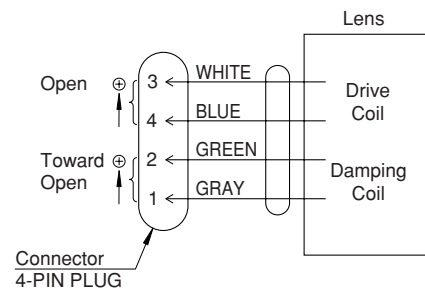 Lens
Open ⊕ 3 WHITE
Drive
Coil
4 BLUE
Toward
Open
⊕ 2 GREEN
Damping
Coil
1 GRAY
Connector
4-PIN PLUG